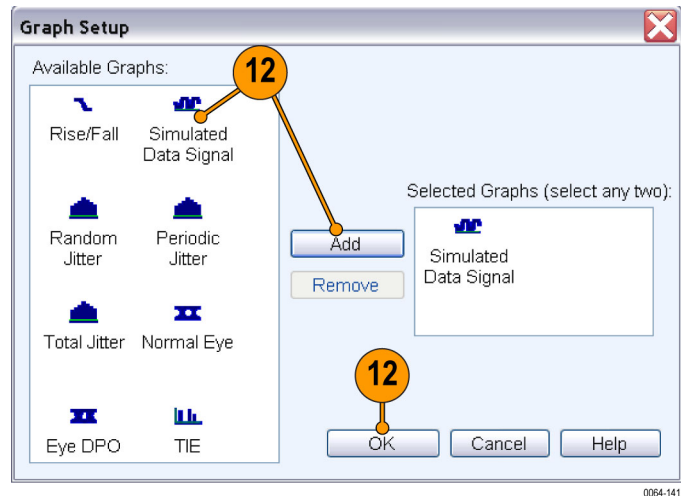 Graph Setup
Available Graphs:
12
Rise/Fall
Simulated
Data Signal
Random
Jitter
Periodic
Jitter
Total Jitter
Normal Eye
Eye DPO
TIE
Add
Remove
Selected Graphs (select any two):
Simulated
Data Signal
12
OK
Cancel
Help
0064-141